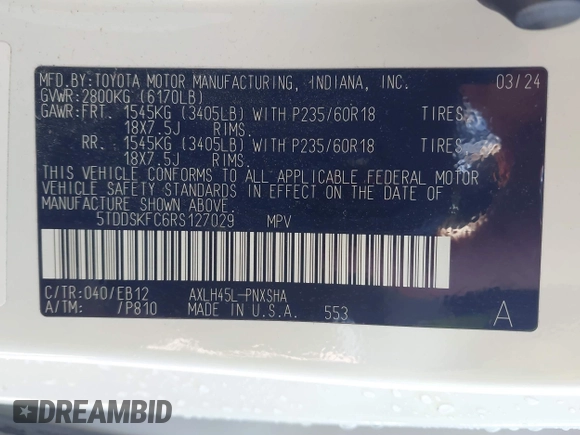 MFD.BY:TOYOTA MOTOR MANUFACTURING, INDIANA, INC. 03/24
GVWR:2800KG (6170LB)
GAWR:FRT. 1545KG (3405LB) WITH P235/60R18 TIRES,
18X7.5J RIMS.
RR. 1545KG (3405LB) WITH P235/60R18 TIRES,
18X7.5J RIMS.
THIS VEHICLE CONFORMS TO ALL APPLICABLE FEDERAL MOTOR
VEHICLE SAFETY STANDARDS IN EFFECT ON THE DATE OF
MANUFACTURE SHOWN ABOVE.
5TDDSKFC6RS127029 MPV
C/TR:040/EB12 AXLH45L-PNXSHA
A/TM: /P810 MADE IN U.S.A. 553 A
DREAMBID